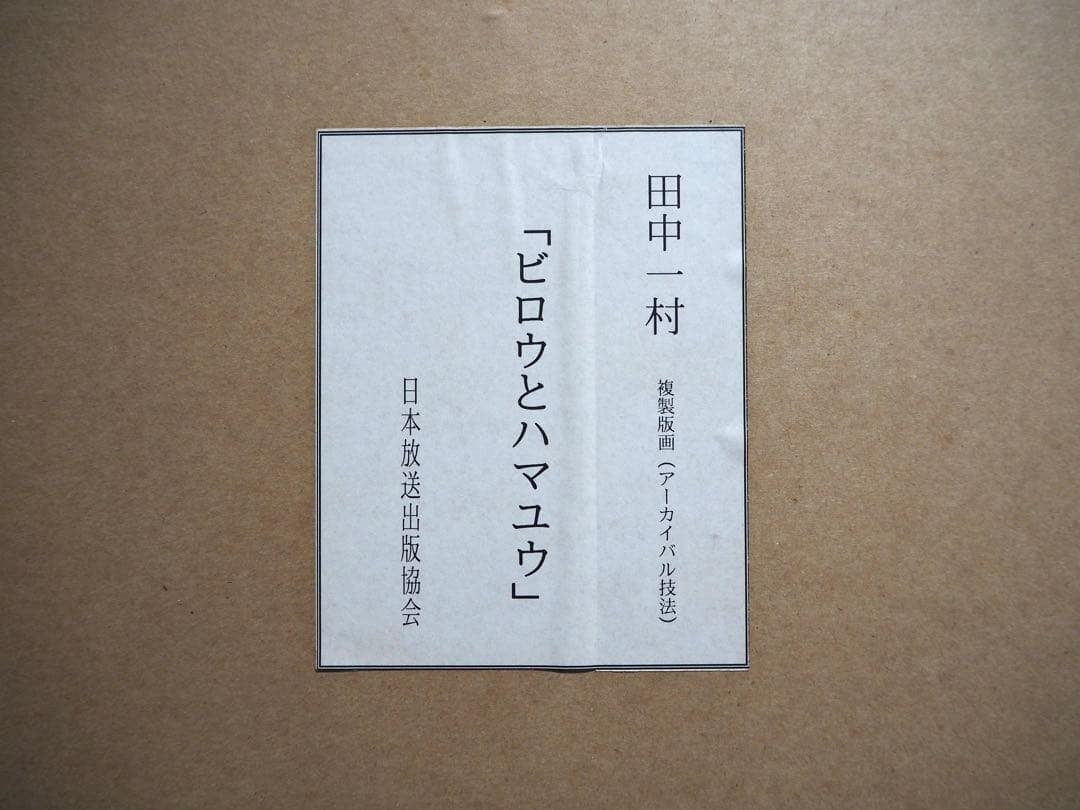 田中一村
複製版画(アーカイバル技法)
「ビロウとハマユウ」
日本放送出版協会